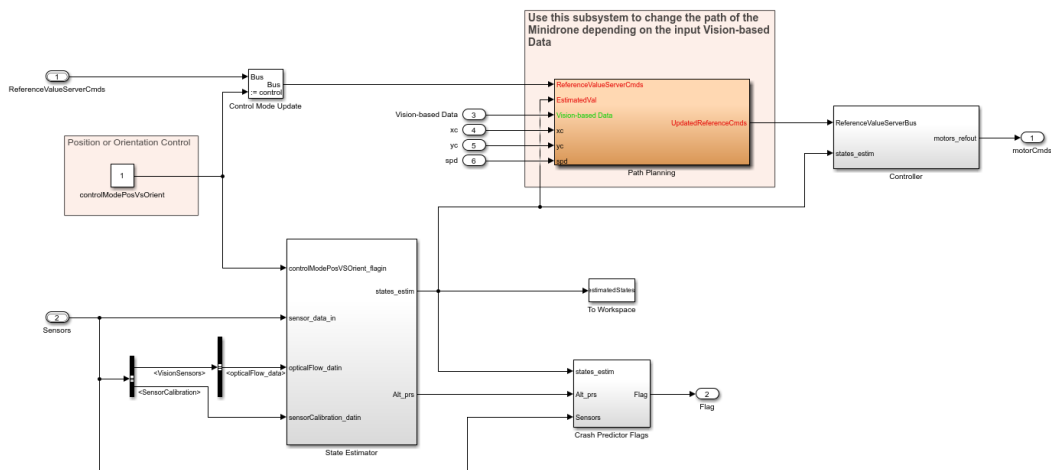 Use this subsystem to change the path of the
Minidrone depending on the input Vision-based
Data
1
ReferenceValueServerCmds
Bus
Bus
:= control
Control Mode Update
ReferenceValueServerCmds
EstimatedVal
Vision-based Data
xc
yc
spd
UpdatedReferenceCmds
Path Planning
Vision-based Data
3
xc
4
yc
5
spd
6
ReferenceValueServerBus
states_estim
motors_refout
Controller
1
motorCmds
Position or Orientation Control
1
controlModePosVsOrient
controlModePosVSOrient_flagin
states_estim
sensor_data_in
opticalFlow_datin
Alt_prs
sensorCalibration_datin
State Estimator
2
Sensors
<VisionSensors>
<opticalFlow_data>
<SensorCalibration>
estimatedStates
To Workspace
states_estim
Alt_prs
Flag
Sensors
Crash Predictor Flags
2
Flag